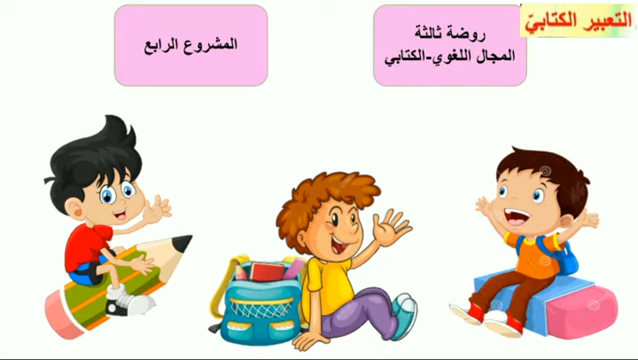 التعبير الكتابيّ
روضة ثالثة
المجال اللغوي-الكتابي
المشروع الرابع